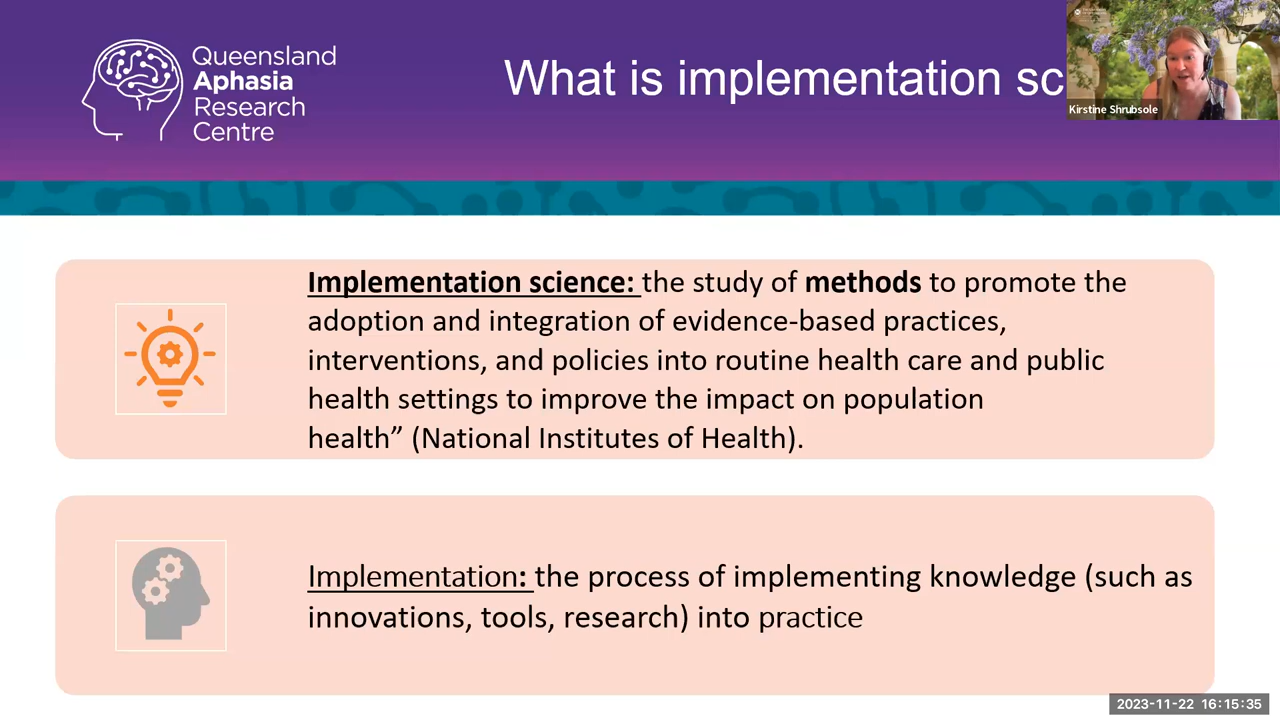 Queensland
Aphasia
Research
Centre
What is implementation sc
Kirstine Shrubsole
Implementation science: the study of methods to promote the
adoption and integration of evidence-based practices,
interventions, and policies into routine health care and public
health settings to improve the impact on population
health” (National Institutes of Health).
Implementation: the process of implementing knowledge (such as
innovations, tools, research) into practice
2023-11-22 16:15:35